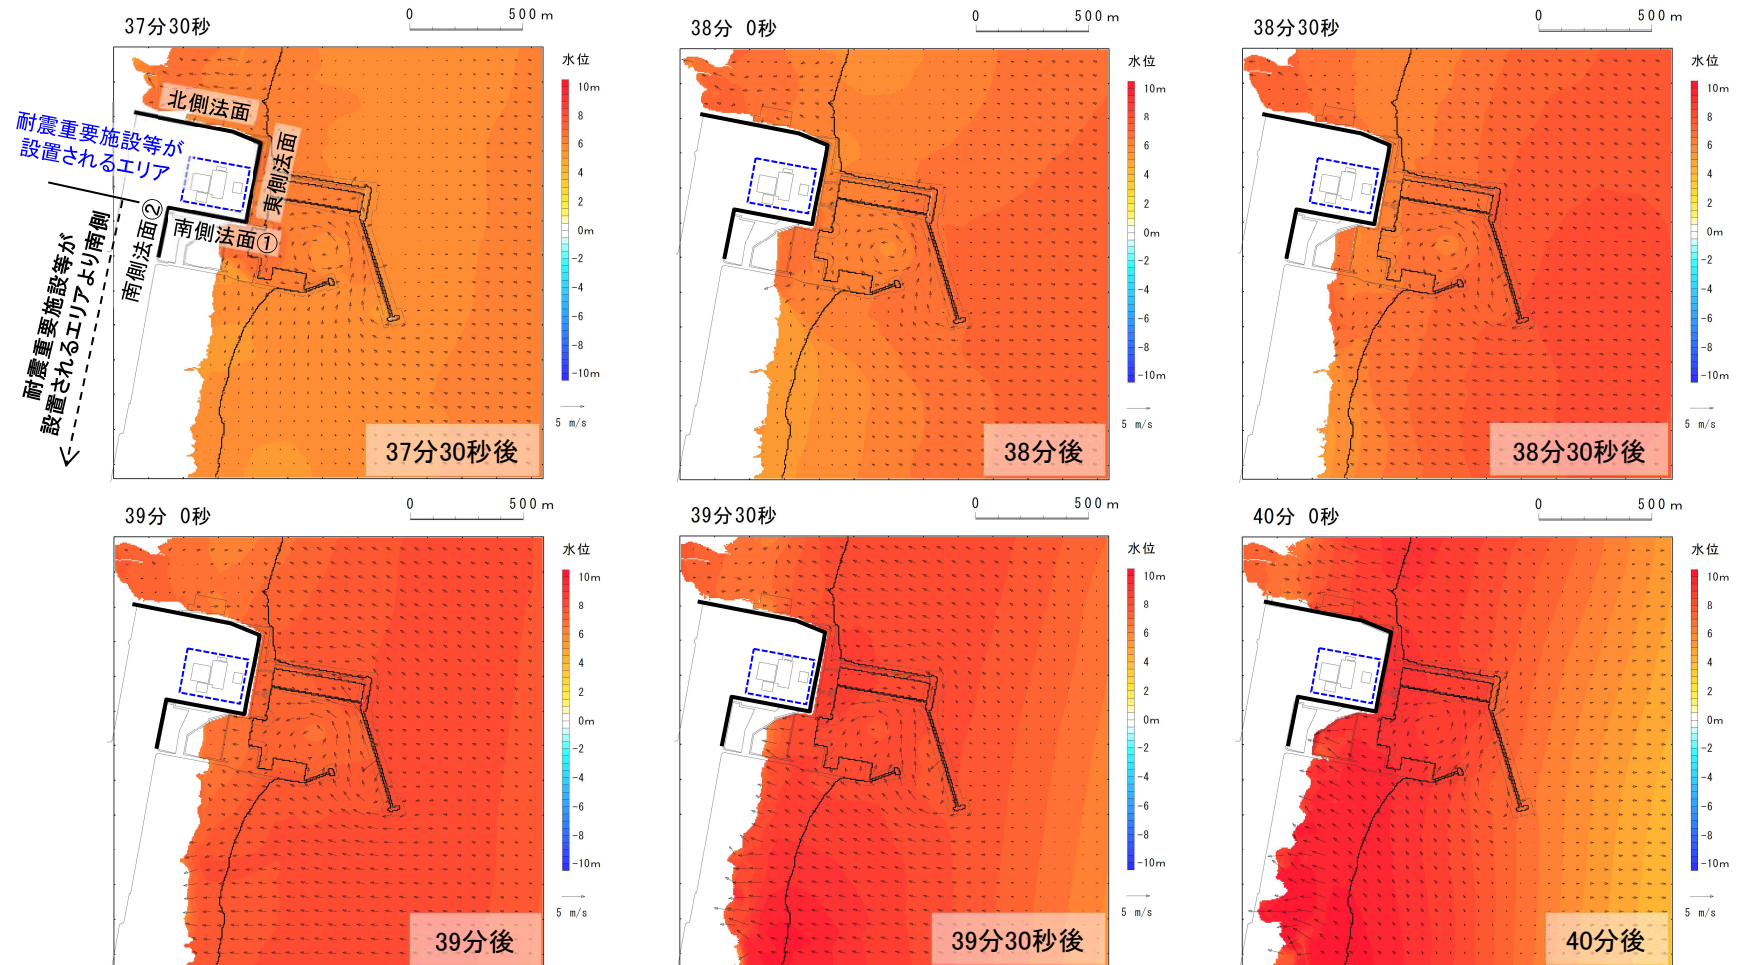 37分30秒
0 500 m
水位
10m
8
6
4
2
0m
-2
-4
-6
-8
-10m
5 m/s
北側法面
東側法面
耐震重要施設等が
設置されるエリア
南側法面①
南側法面②
耐震重要施設等が
設置されるエリアより南側
37分30秒後
38分 0秒
0 500 m
水位
10m
8
6
4
2
0m
-2
-4
-6
-8
-10m
5 m/s
38分後
38分30秒
0 500 m
水位
10m
8
6
4
2
0m
-2
-4
-6
-8
-10m
5 m/s
38分30秒後
39分 0秒
0 500 m
水位
10m
8
6
4
2
0m
-2
-4
-6
-8
-10m
5 m/s
39分後
39分30秒
0 500 m
水位
10m
8
6
4
2
0m
-2
-4
-6
-8
-10m
5 m/s
39分30秒後
40分 0秒
0 500 m
水位
10m
8
6
4
2
0m
-2
-4
-6
-8
-10m
5 m/s
40分後